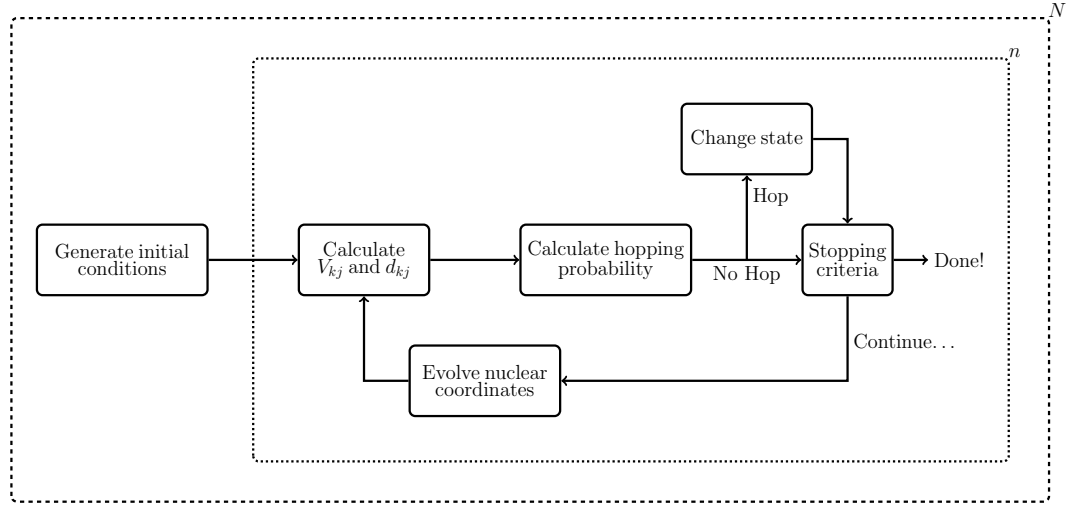 N
n
Change state
Hop
Generate initial
conditions
Calculate
V_{kj} and d_{kj}
Calculate hopping
probability
No Hop
Stopping
criteria
Done!
Continue...
Evolve nuclear
coordinates